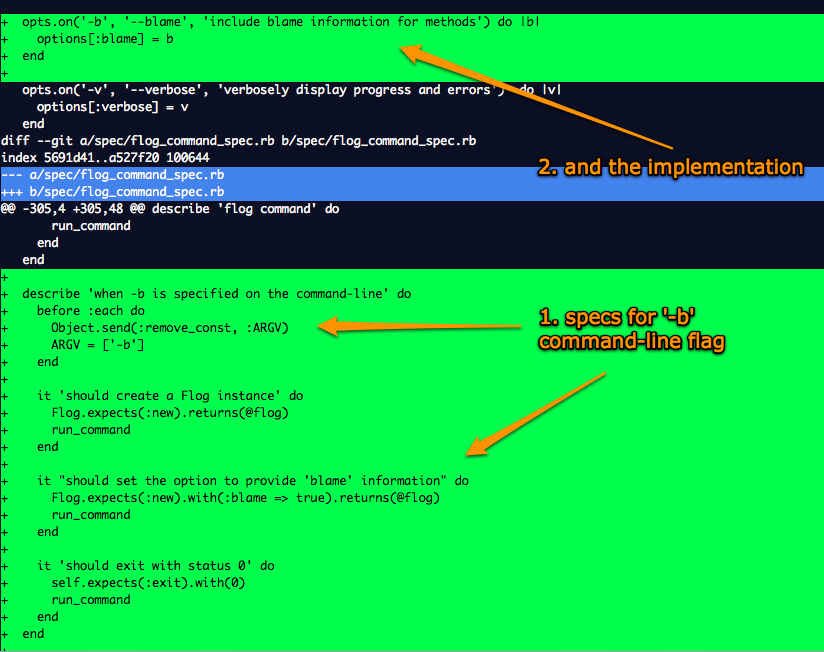 +  opts.on('-b', '--blame', 'include blame information for methods') do |b|
+    options[:blame] = b
+  end
+
   opts.on('-v', '--verbose', 'verbosely display progress and errors')  do |v|
     options[:verbose] = v
   end
diff --git a/spec/flog_command_spec.rb b/spec/flog_command_spec.rb
index 5691d41..a527f20 100644
2. and the implementation
--- a/spec/flog_command_spec.rb
+++ b/spec/flog_command_spec.rb
@@ -305,4 +305,48 @@ describe 'flog command' do
       run_command
     end
   end
+
+  describe 'when -b is specified on the command-line' do
+    before :each do
+      Object.send(:remove_const, :ARGV)
+      ARGV = ['-b']
+    end
1. specs for '-b'
command-line flag
+
+    it 'should create a Flog instance' do
+      Flog.expects(:new).returns(@flog)
+      run_command
+    end
+
+    it "should set the option to provide 'blame' information" do
+      Flog.expects(:new).with(:blame => true).returns(@flog)
+      run_command
+    end
+
+    it 'should exit with status 0' do
+      self.expects(:exit).with(0)
+      run_command
+    end
+  end